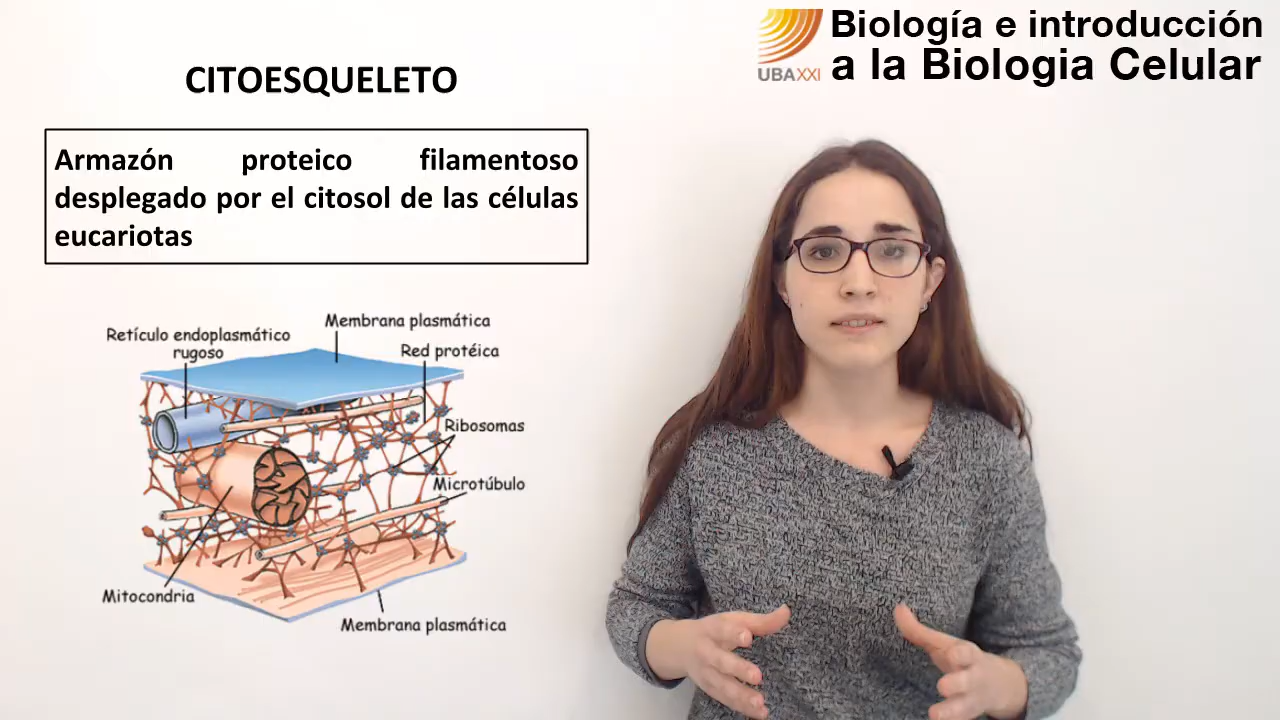 CITOESQUELETO
UBAXXI
Biología e introducción
a la Biologia Celular
Armazón proteico filamentoso
desplegado por el citosol de las células
eucariotas
Membrana plasmática
Retículo endoplasmático
rugoso
Red protéica
Ribosomas
Microtúbulo
Mitocondria
Membrana plasmática